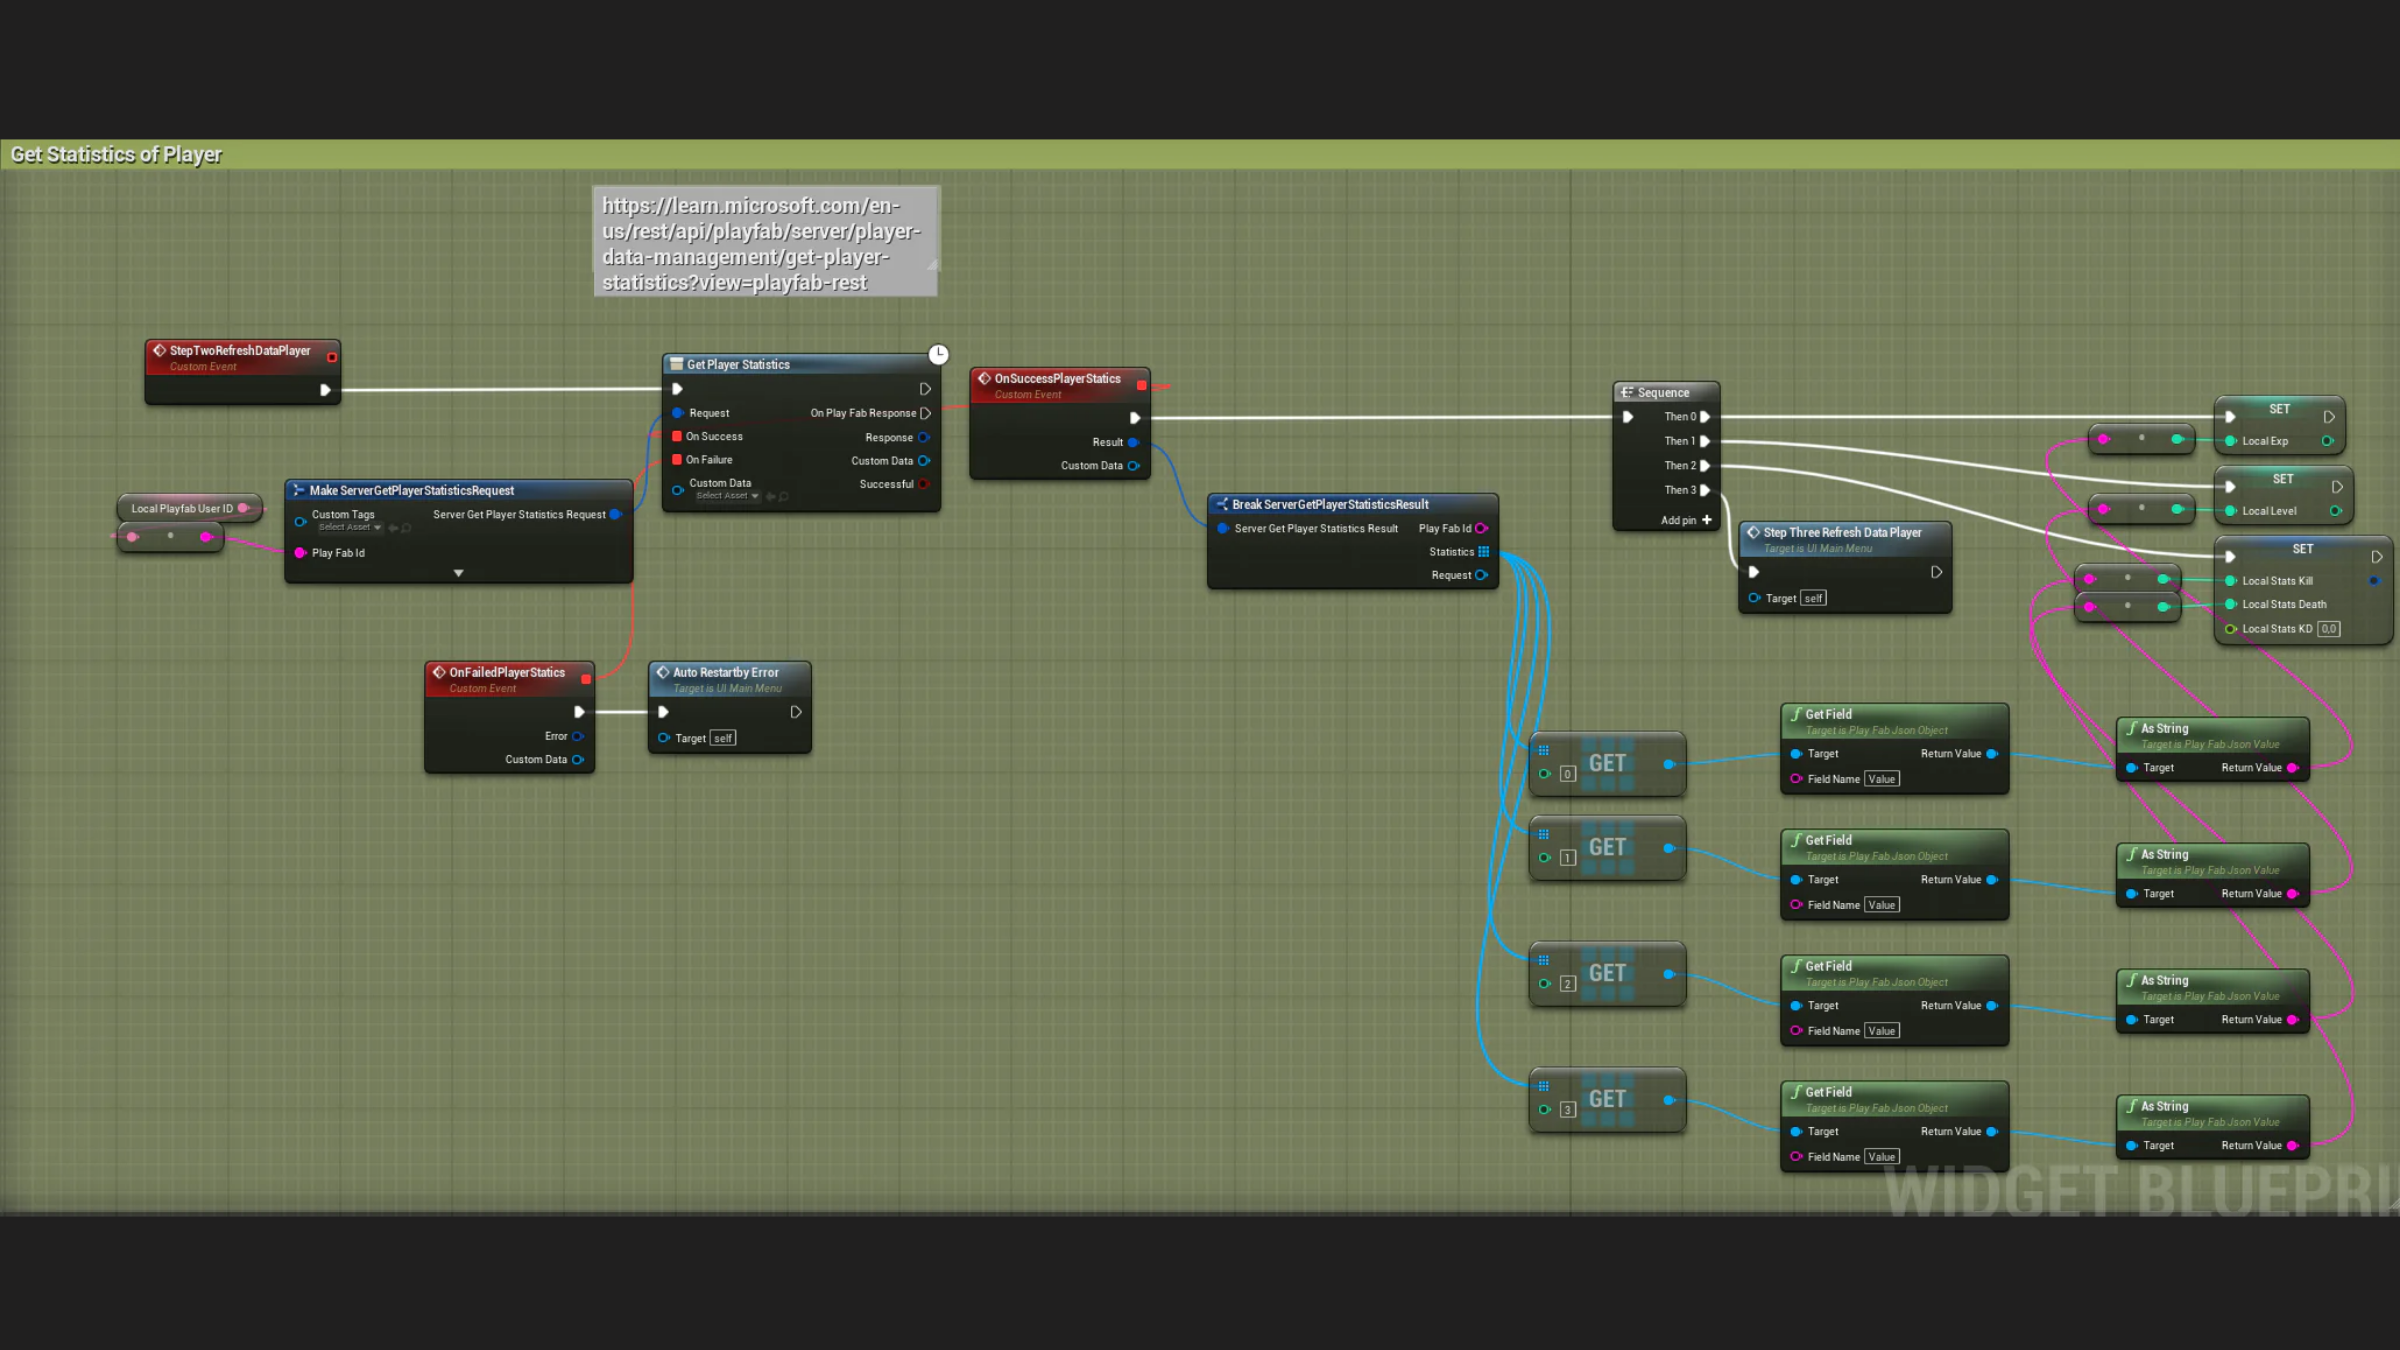 Get Statistics of Player
https://learn.microsoft.com/en-
us/rest/api/playfab/server/player-
data-management/get-player-
statistics?view=playfab-rest
StepTwoRefreshDataPlayer
Custom Event
Get Player Statistics
Request
On Play Fab Response
On Success
Response
On Failure
Custom Data
Custom Data
Select Asset
Successful
Local Playfab User ID
Make ServerGetPlayerStatisticsRequest
Custom Tags
Select Asset
Server Get Player Statistics Request
Play Fab Id
OnFailedPlayerStatics
Custom Event
Error
Custom Data
Auto Restartby Error
Target is UI Main Menu
Target self
OnSuccessPlayerStatics
Custom Event
Result
Custom Data
Break ServerGetPlayerStatisticsResult
Server Get Player Statistics Result
Play Fab Id
Statistics
Request
Sequence
Then 0
Then 1
Then 2
Then 3
Add pin +
Step Three Refresh Data Player
Target is UI Main Menu
Target self
SET
Local Exp
SET
Local Level
SET
Local Stats Kill
Local Stats Death
Local Stats KD 0,0
GET
0
Get Field
Target is Play Fab Json Object
Target Return Value
Field Name Value
As String
Target is Play Fab Json Value
Target Return Value
GET
1
Get Field
Target is Play Fab Json Object
Target Return Value
Field Name Value
As String
Target is Play Fab Json Value
Target Return Value
GET
2
Get Field
Target is Play Fab Json Object
Target Return Value
Field Name Value
As String
Target is Play Fab Json Value
Target Return Value
GET
3
Get Field
Target is Play Fab Json Object
Target Return Value
Field Name Value
As String
Target is Play Fab Json Value
Target Return Value
WIDGET BLUEPRI